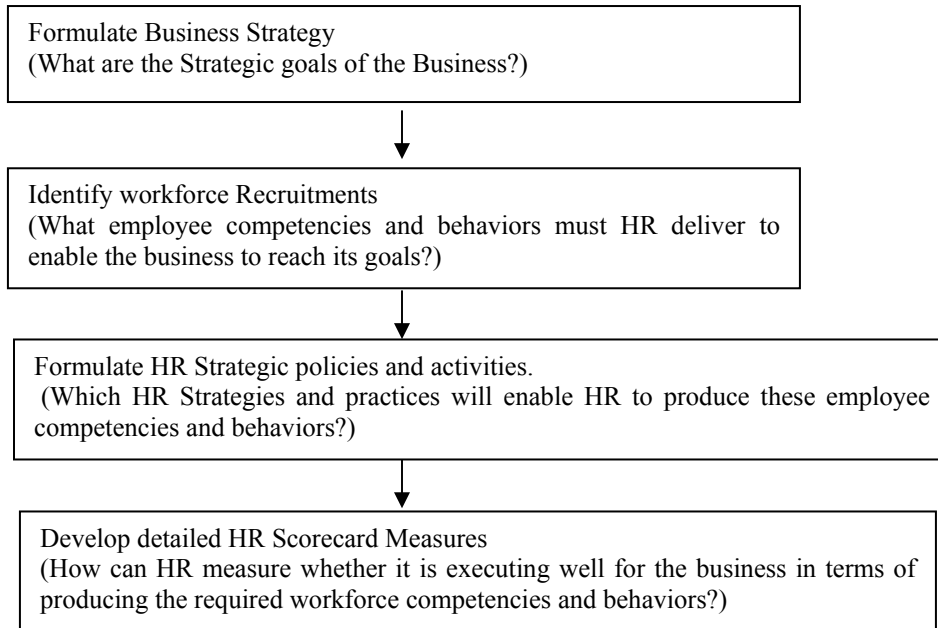 Formulate Business Strategy
(What are the Strategic goals of the Business?)
Identify workforce Recruitments
(What employee competencies and behaviors must HR deliver to
enable the business to reach its goals?)
Formulate HR Strategic policies and activities.
(Which HR Strategies and practices will enable HR to produce these employee
competencies and behaviors?)
Develop detailed HR Scorecard Measures
(How can HR measure whether it is executing well for the business in terms of
producing the required workforce competencies and behaviors?)